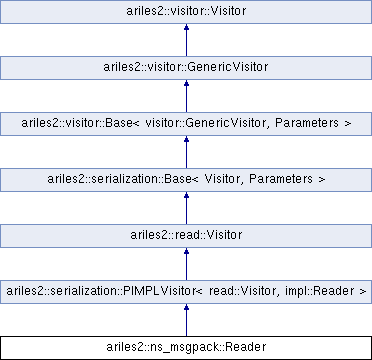 ariles2::visitor::Visitor
ariles2::visitor::GenericVisitor
ariles2::visitor::Base< visitor::GenericVisitor, Parameters >
ariles2::serialization::Base< Visitor, Parameters >
ariles2::read::Visitor
ariles2::serialization::PIMPLVisitor< read::Visitor, impl::Reader >
ariles2::ns_msgpack::Reader